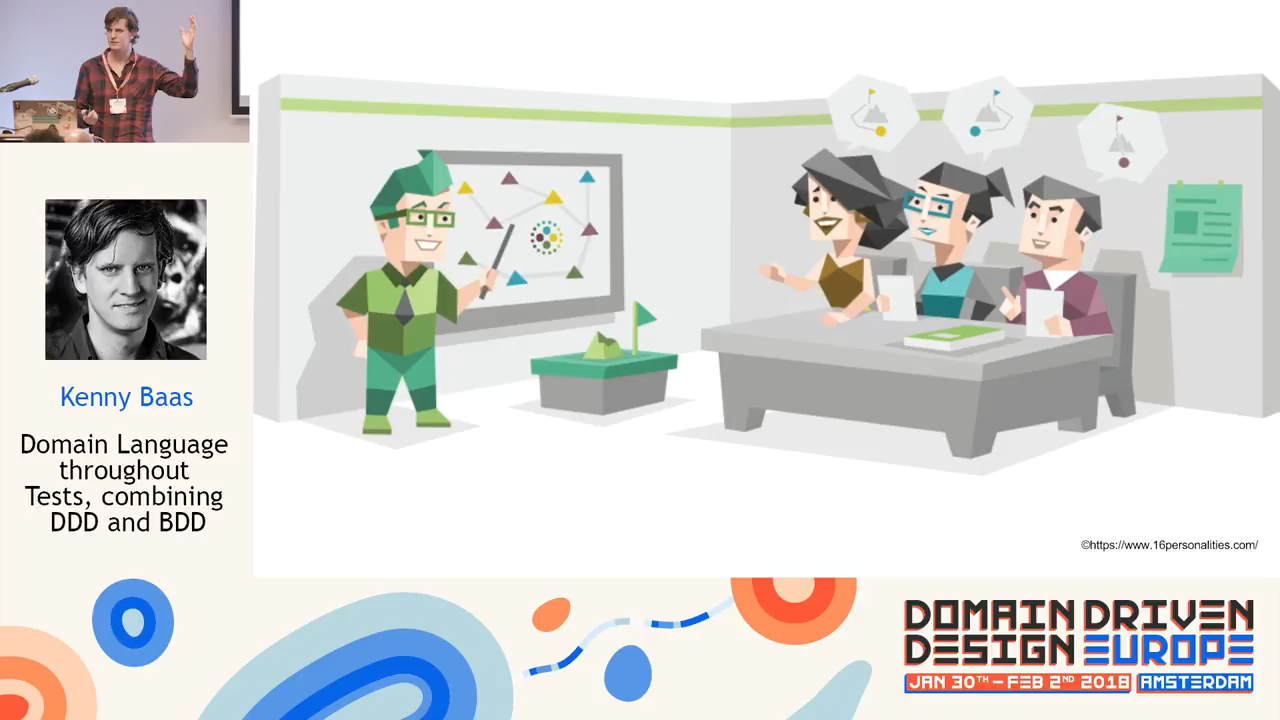 Kenny Baas
Domain Language
throughout
Tests, combining
DDD and BDD
©https://www.16personalities.com/
DOMAIN DRIVEN
DESIGN EUROPE
JAN 30TH – FEB 2ND 2018 AMSTERDAM